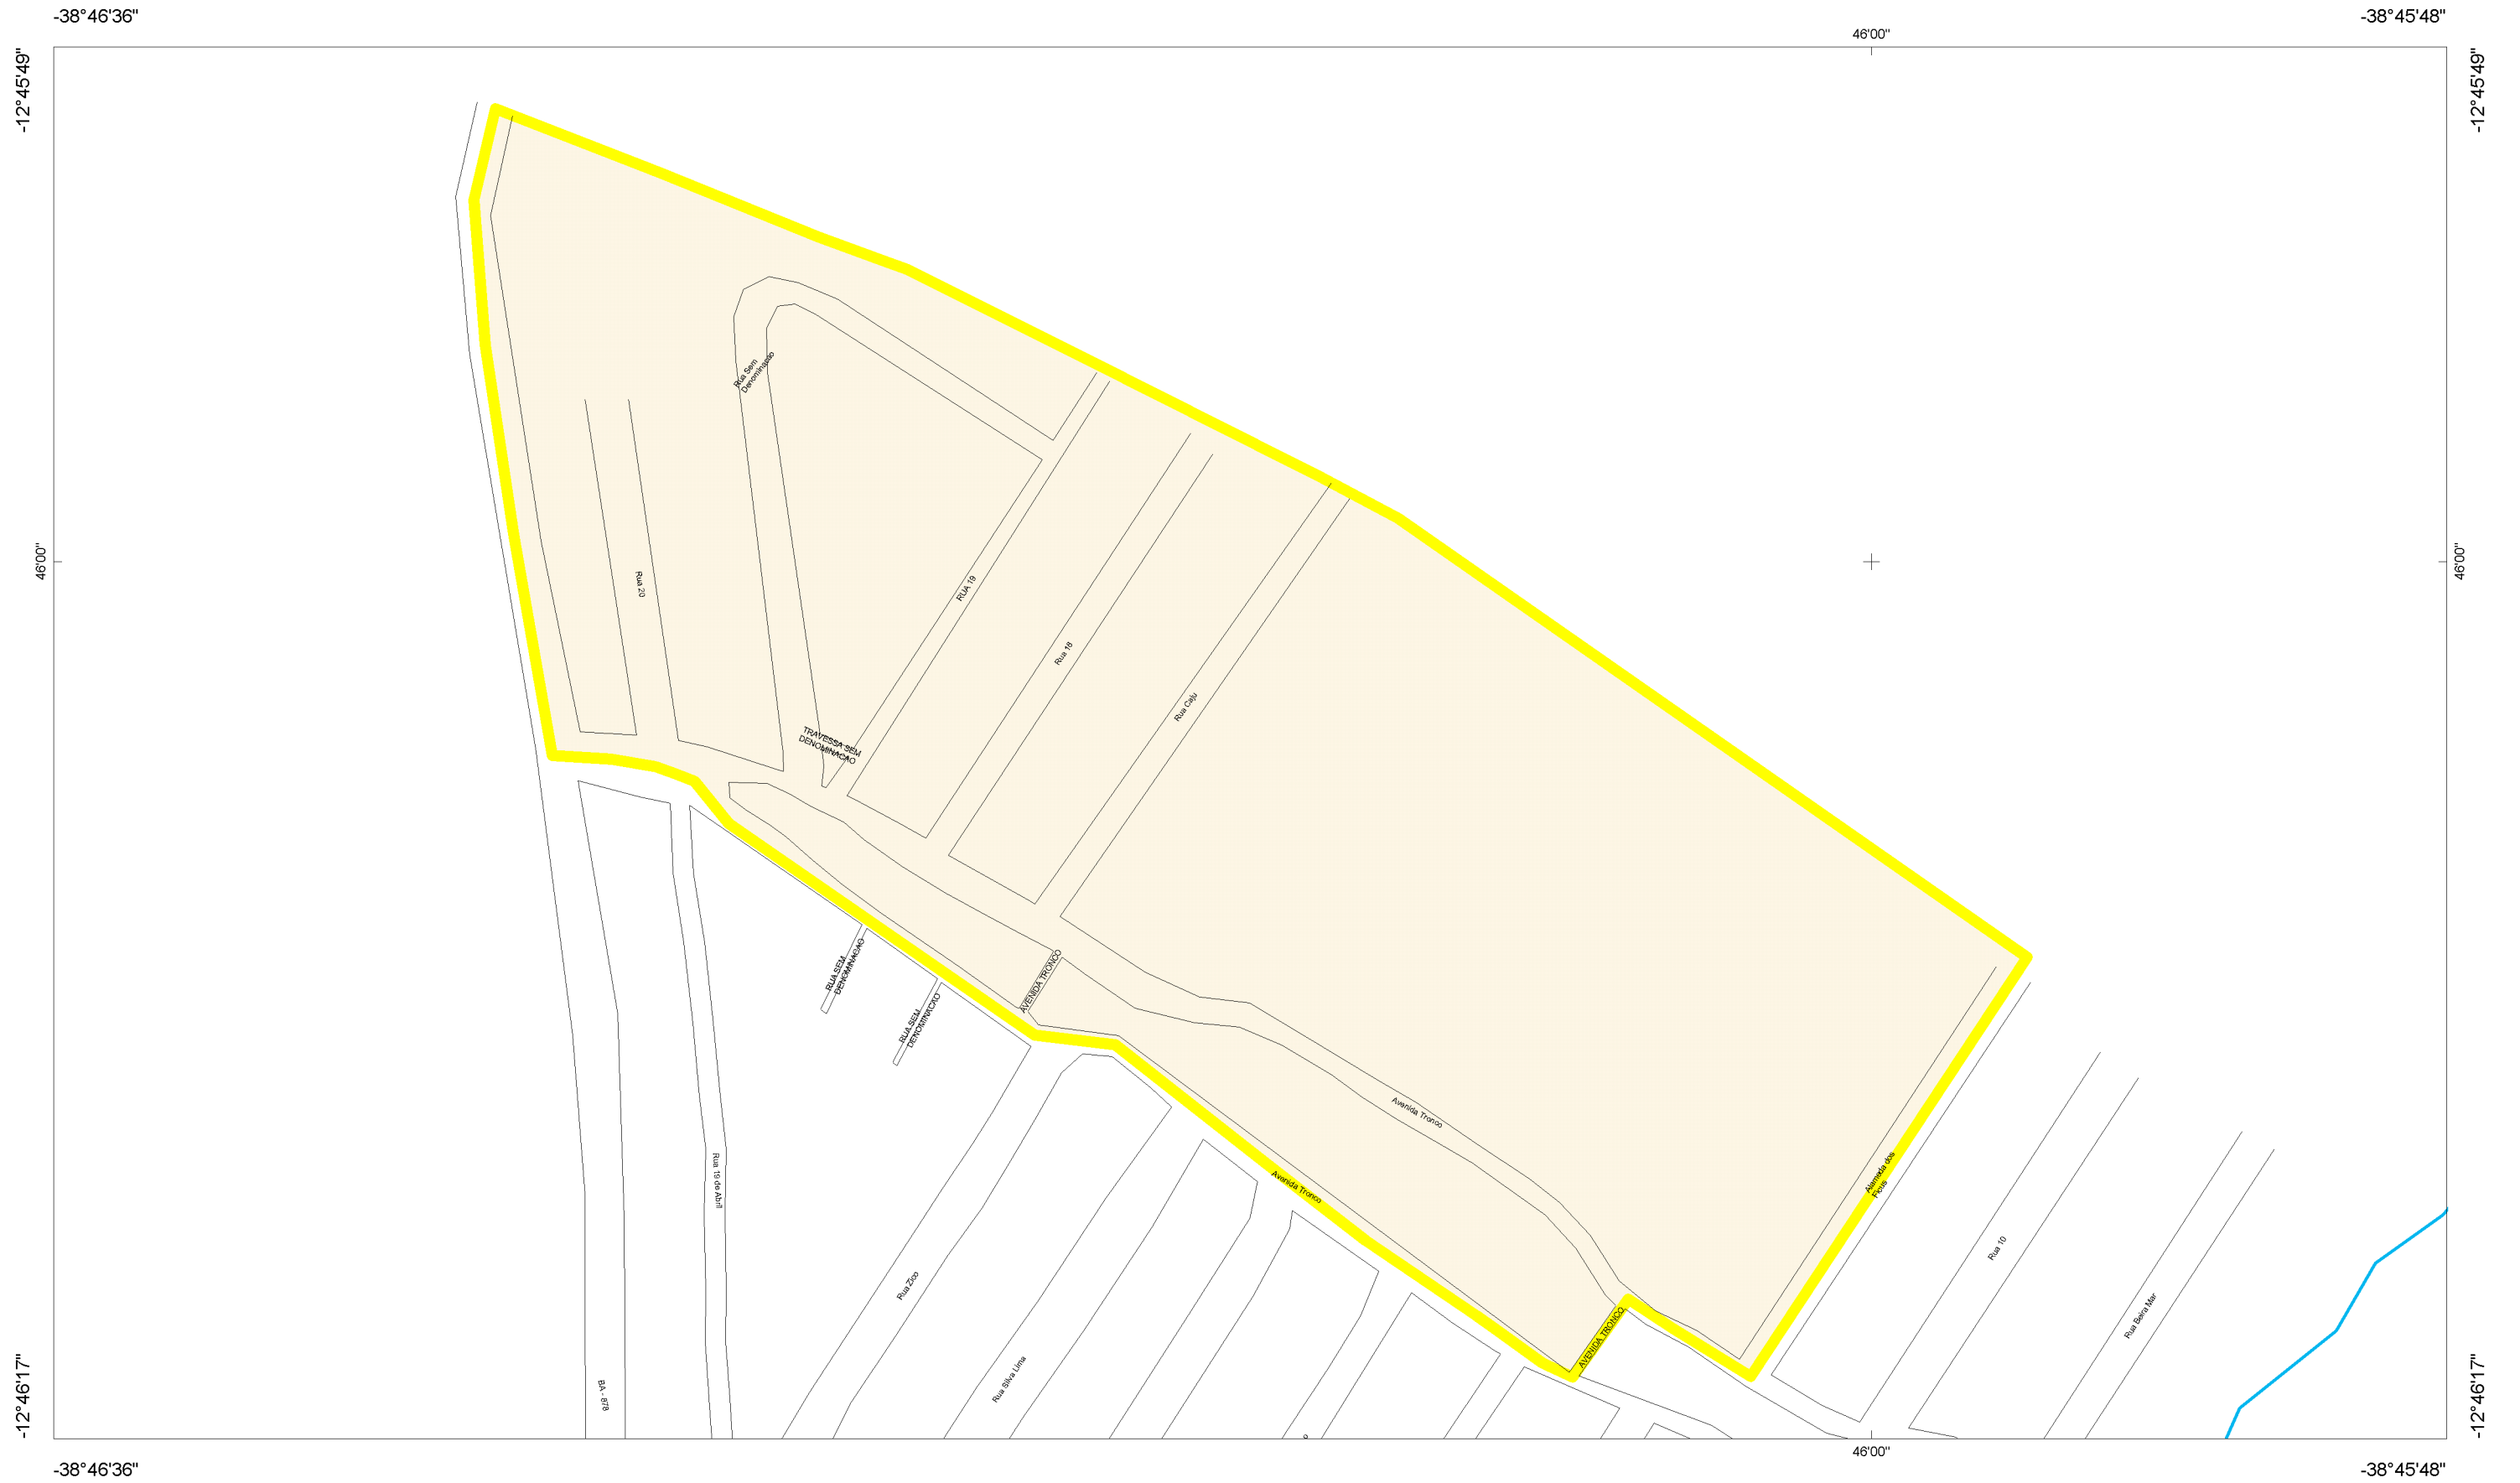 -38°46'36"
-38°45'48"
46'00"
-12°45'49"
-12°45'49"
Rua Sem
Denominacão
46'00"
46'00"
Rua 20
RUA 19
Rua 18
Rua Caju
TRAVESSA SEM
DENOMINACAO
RUA SEM
DENOMINACAO
AVENIDA TRONCO
RUA SEM
DENOMINACAO
Avenida Tronco
Rua 19 de Abril
Avenida Tronco
Alameda dos
Ficus
Rua Zico
Rua 10
Rua Silva Lima
AVENIDA TRONCO
Rua Beira Mar
BA - 878
-12°46'17"
-12°46'17"
46'00"
-38°46'36"
-38°45'48"